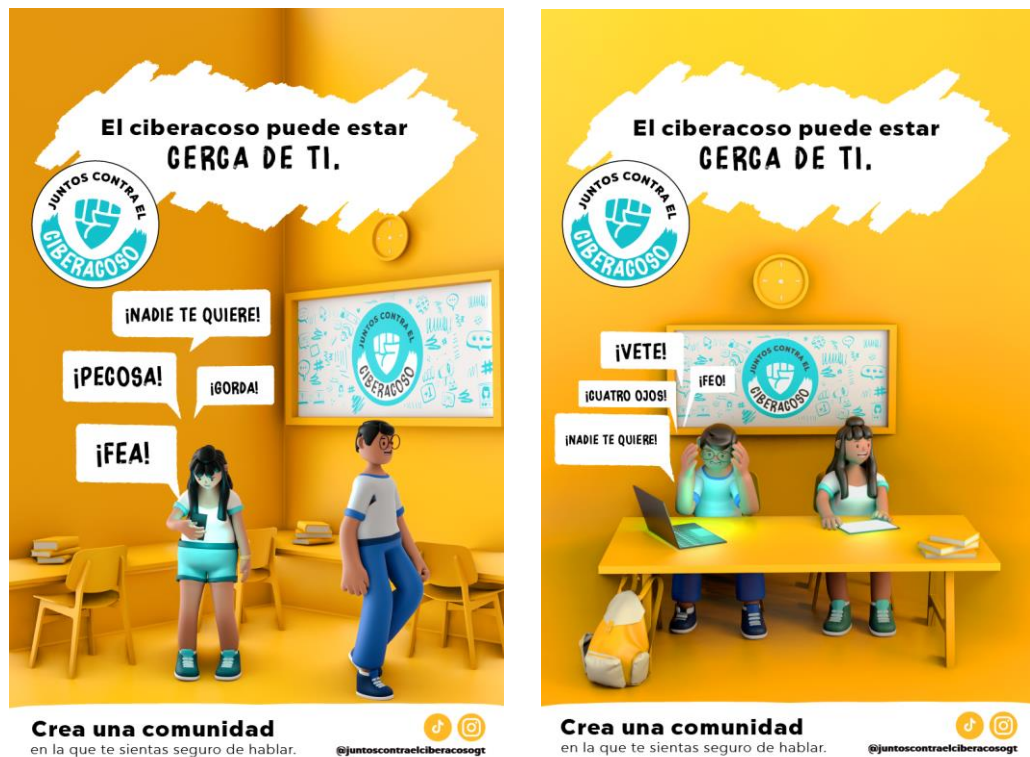 El ciberacoso puede estar
CERCA DE TI.
JUNTOS CONTRA EL
CIBERACOSO
¡NADIE TE QUIERE!
¡PECOSA!
¡GORDA!
¡FEA!
JUNTOS CONTRA EL
CIBERACOSO
Crea una comunidad
en la que te sientas seguro de hablar.
@juntoscontraelciberacosogt
El ciberacoso puede estar
CERCA DE TI.
JUNTOS CONTRA EL
CIBERACOSO
¡VETE!
¡FEO!
¡CUATRO OJOS!
¡NADIE TE QUIERE!
JUNTOS CONTRA EL
CIBERACOSO
Crea una comunidad
en la que te sientas seguro de hablar.
@juntoscontraelciberacosogt